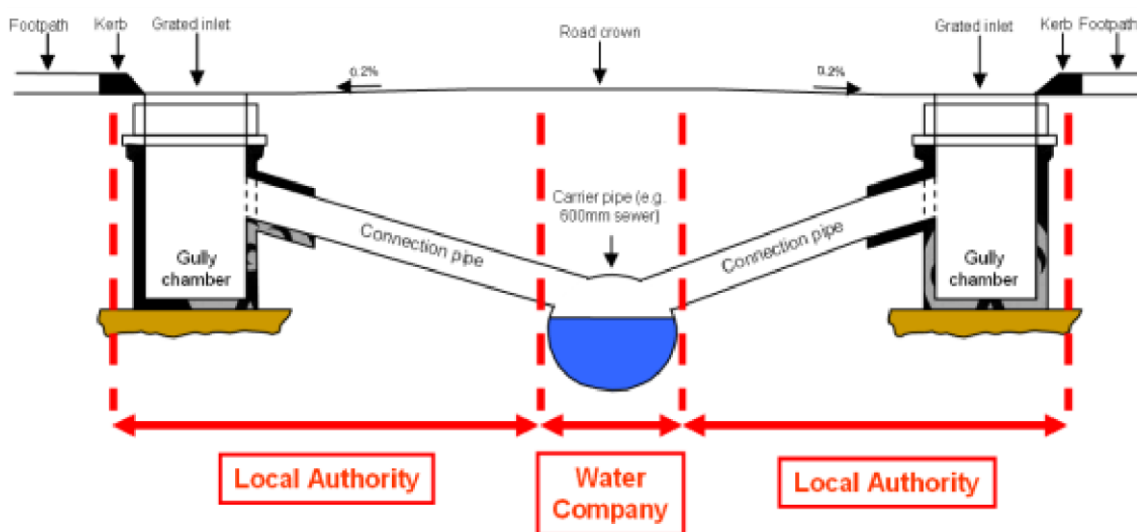 Footpath
Kerb
Grated inlet
Road crown
Grated inlet
Kerb
Footpath
0.2%
0.2%
Carrier pipe (e.g.
600mm sewer)
Connection pipe
Connection pipe
Gully
chamber
Gully
chamber
Local Authority
Water
Company
Local Authority